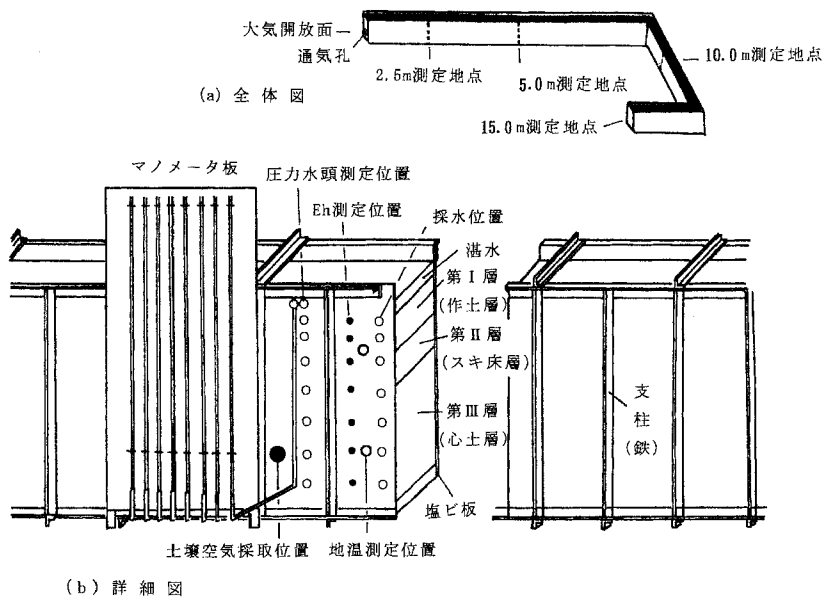 大気開放面
通気孔
2.5m測定地点
5.0m測定地点
10.0m測定地点
15.0m測定地点
(a) 全体図
マノメータ板
圧力水頭測定位置
Eh測定位置
採水位置
湛水
第Ⅰ層
(作土層)
第Ⅱ層
(スキ床層)
第Ⅲ層
(心土層)
支柱
(鉄)
塩ビ板
土壌空気採取位置
地温測定位置
(b) 詳細図